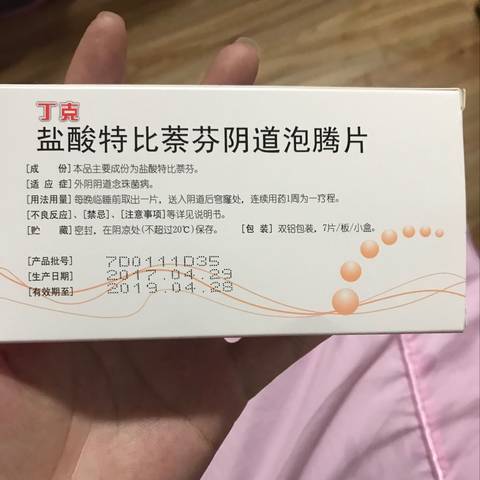 丁克
盐酸特比萘芬阴道泡腾片
[成　份]本品主要成份为盐酸特比萘芬。
[适 应 症]外阴阴道念珠菌病。
[用法用量]每晚临睡前取出一片，送入阴道后穹窿处，连续用药1周为一疗程。
[不良反应]、[禁忌]、[注意事项]等详见说明书。
[贮　藏]密封，在阴凉处(不超过20℃)保存。 [包 装] 双铝包装，7片/板/小盒。
[产品批号] 7D0111D35
[生产日期] 2017.04.29
[有效期至] 2019.04.28